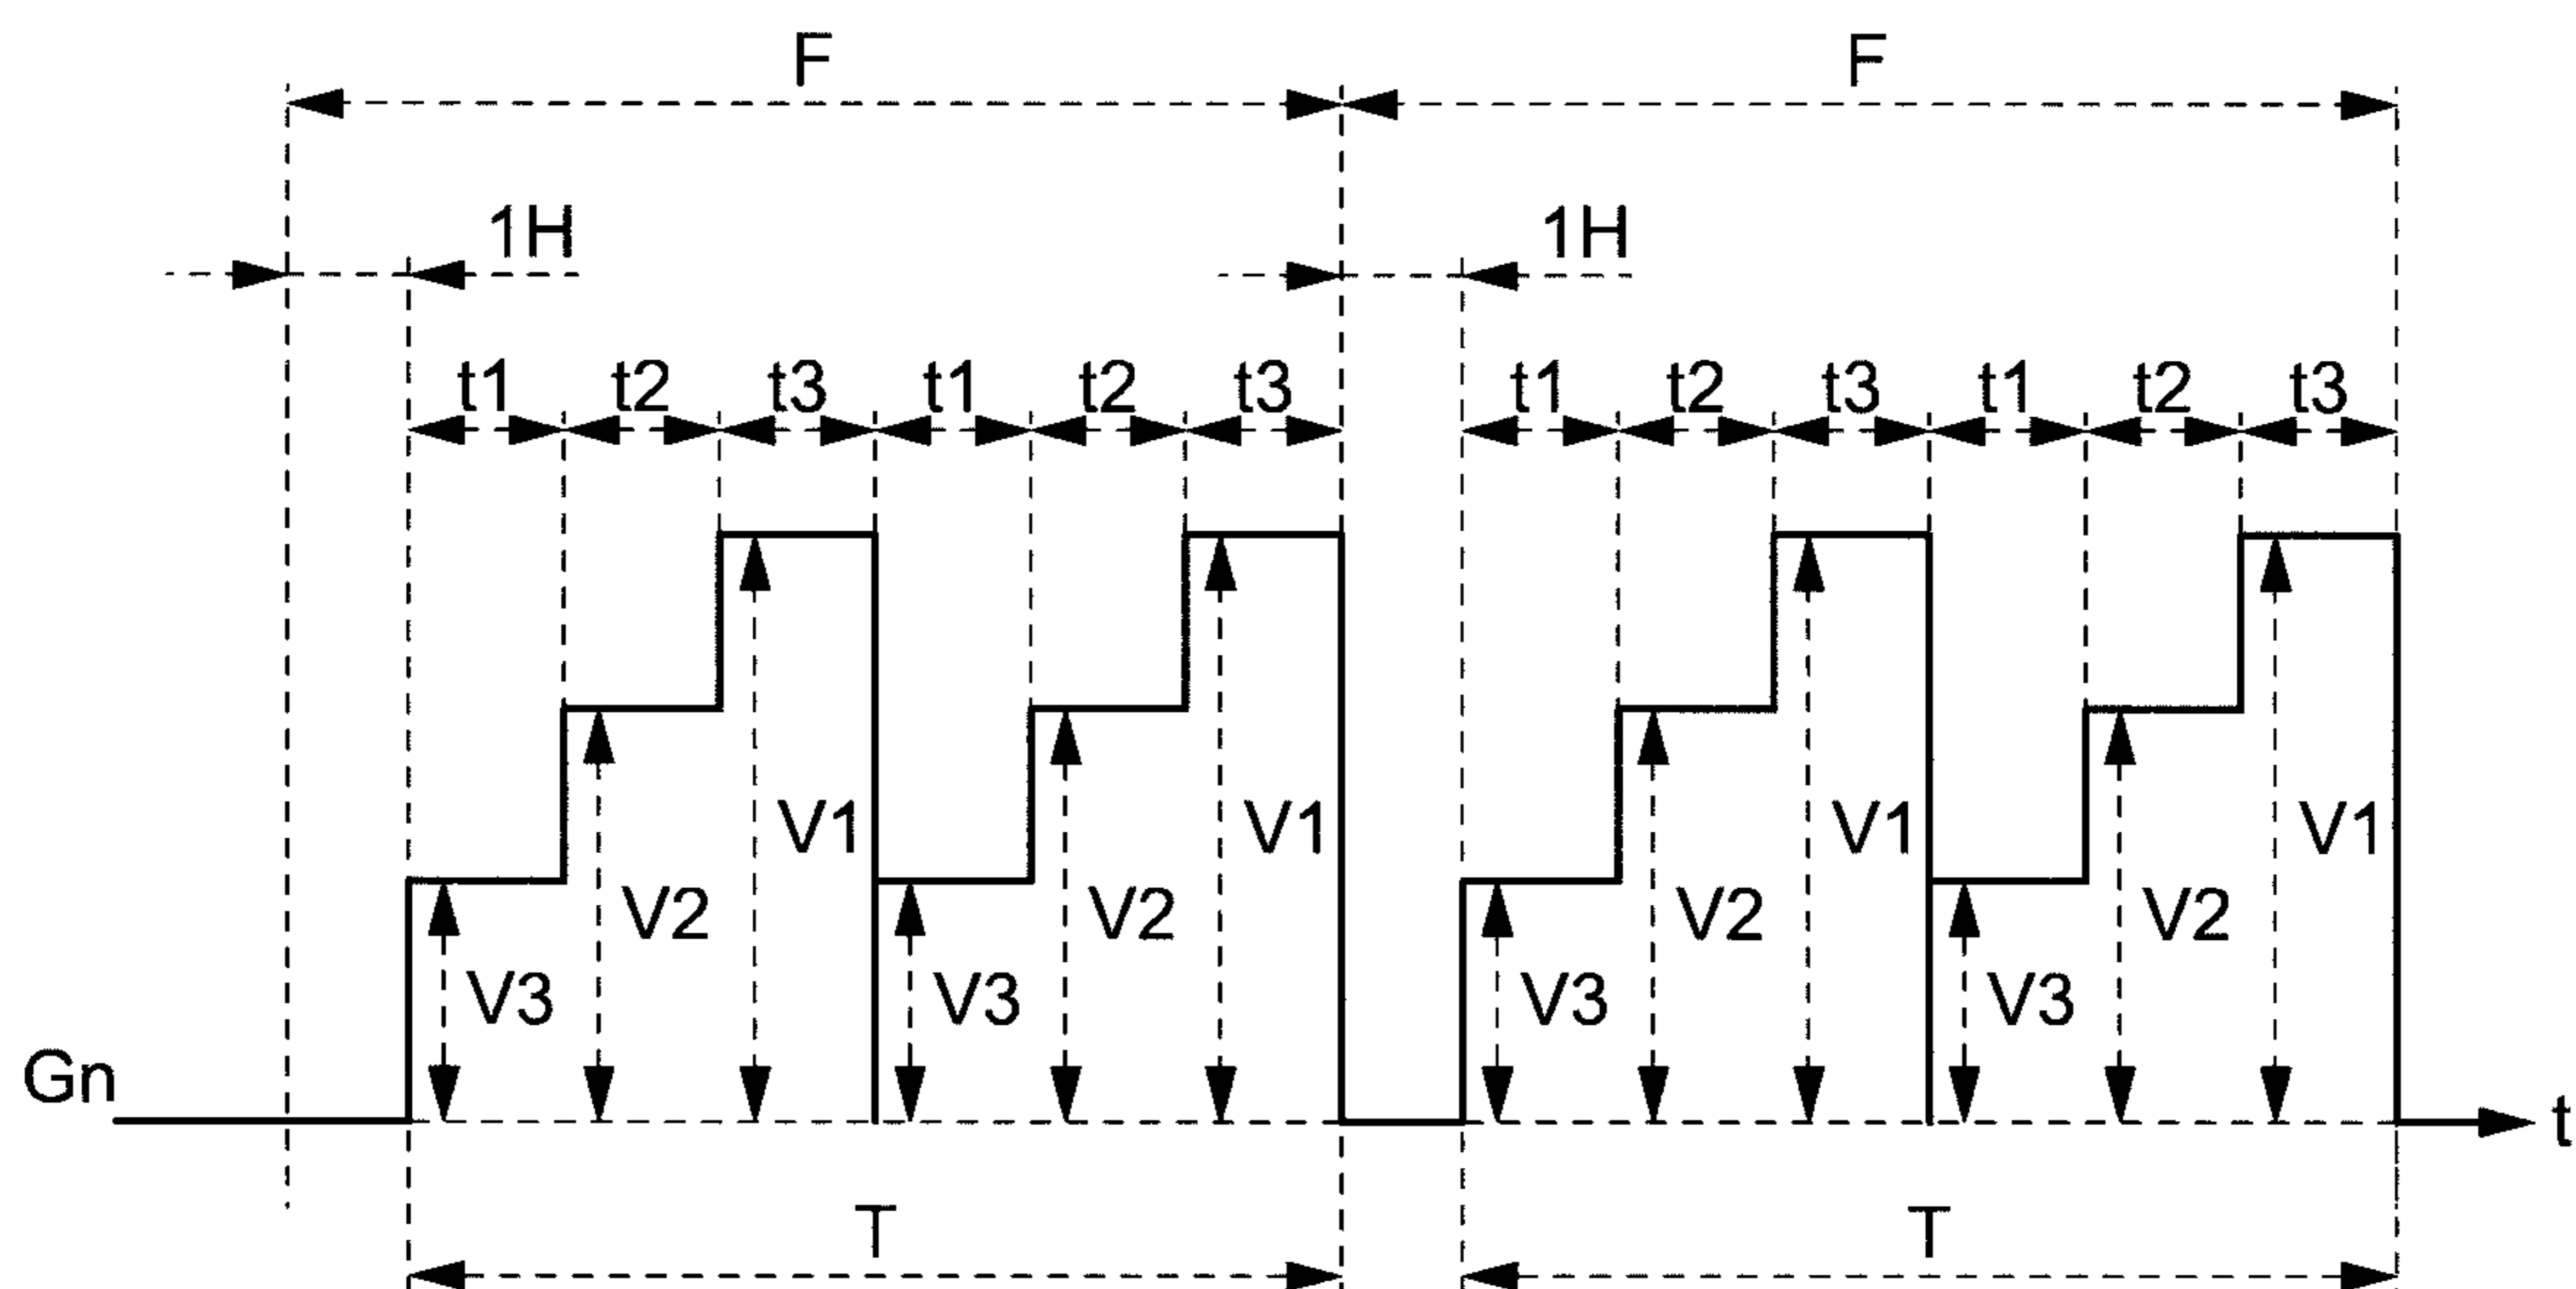 F F
1H 1H
t1 t2 t3 t1 t2 t3 t1 t2 t3 t1 t2 t3
V1 V1 V1 V1
V2 V2 V2 V2
V3 V3 V3 V3
Gn t
T T